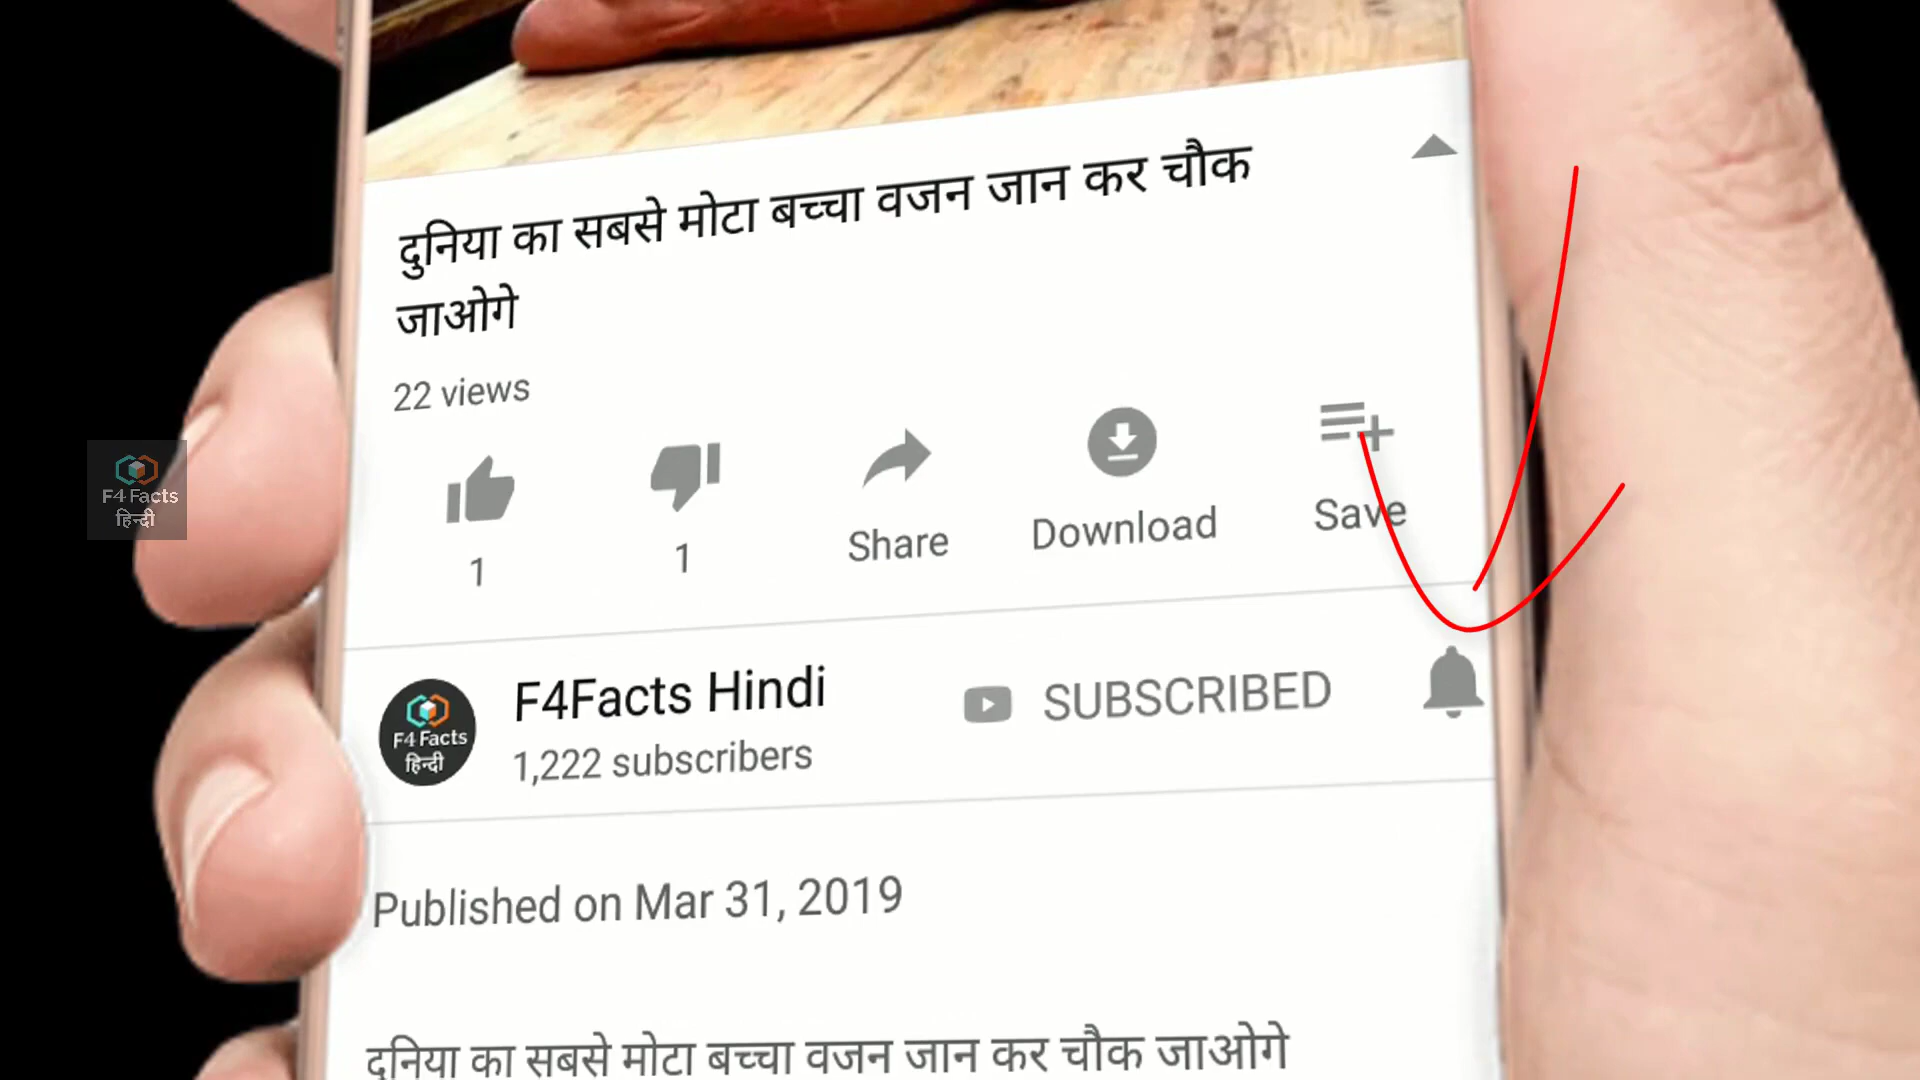 दुनिया का सबसे मोटा बच्चा वजन जान कर चौक
जाओगे
22 views
1
1
Share
Download
Save
F4 Facts
हिन्दी
F4 Facts
हिन्दी
F4Facts Hindi
1,222 subscribers
SUBSCRIBED
Published on Mar 31, 2019
दुनिया का सबसे मोटा बच्चा वजन जान कर चौक जाओगे